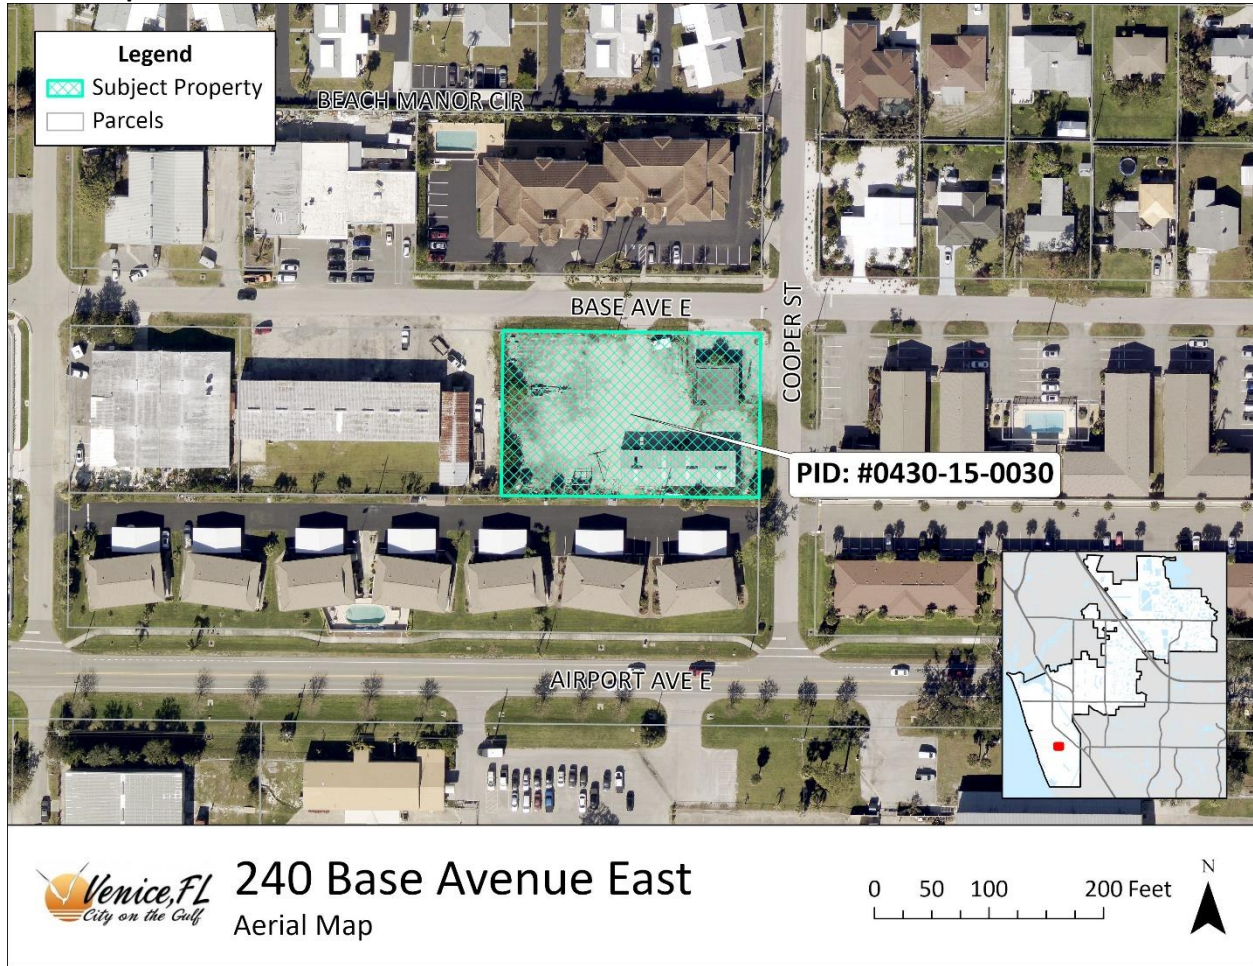 Legend
Subject Property
Parcels
BEACH MANOR CIR
BASE AVE E
COOPER ST
PID: #0430-15-0030
AIRPORT AVE E
Venice, FL
City on the Gulf
240 Base Avenue East
Aerial Map
0 50 100 200 Feet
N